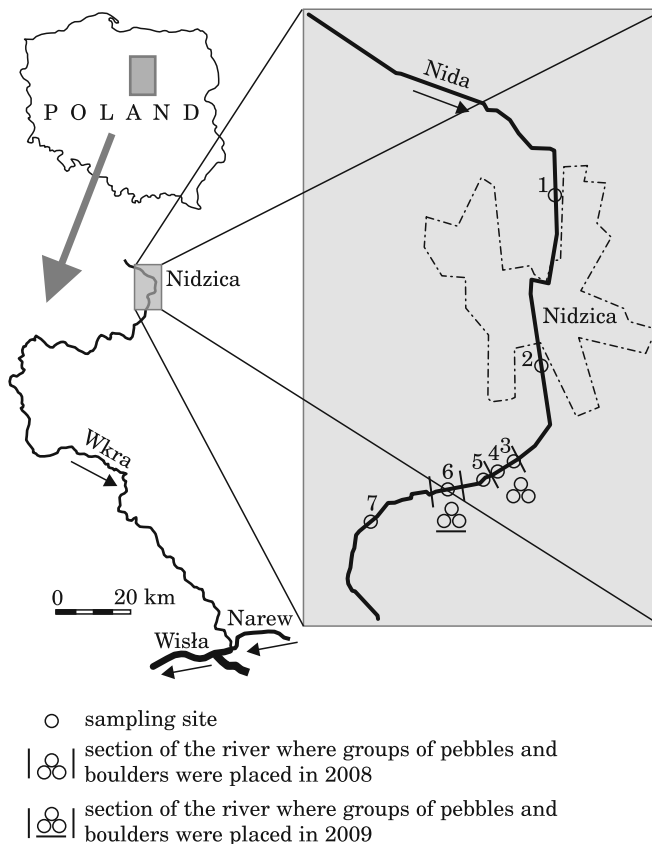 P O L A N D
Nida
1
Nidzica
Nidzica
2
3
4
5
6
7
Wkra
0 20 km
Narew
Wisła
sampling site
section of the river where groups of pebbles and
boulders were placed in 2008
section of the river where groups of pebbles and
boulders were placed in 2009